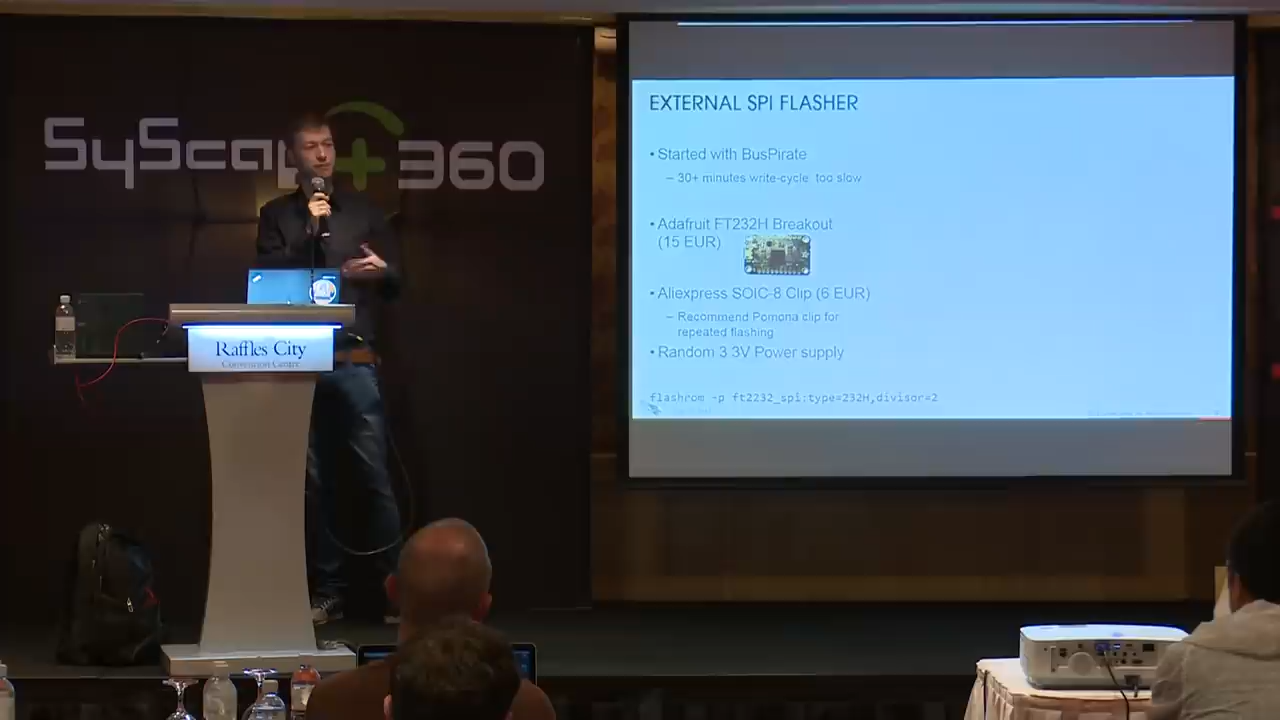 SyScan+360
Raffles City
Convention Centre
EXTERNAL SPI FLASHER
• Started with BusPirate
– 30+ minutes write-cycle too slow
• Adafruit FT232H Breakout
(15 EUR)
• Aliexpress SOIC-8 Clip (6 EUR)
– Recommend Pomona clip for
repeated flashing
• Random 3.3V Power supply
flashrom -p ft2232_spi:type=232H,divisor=2